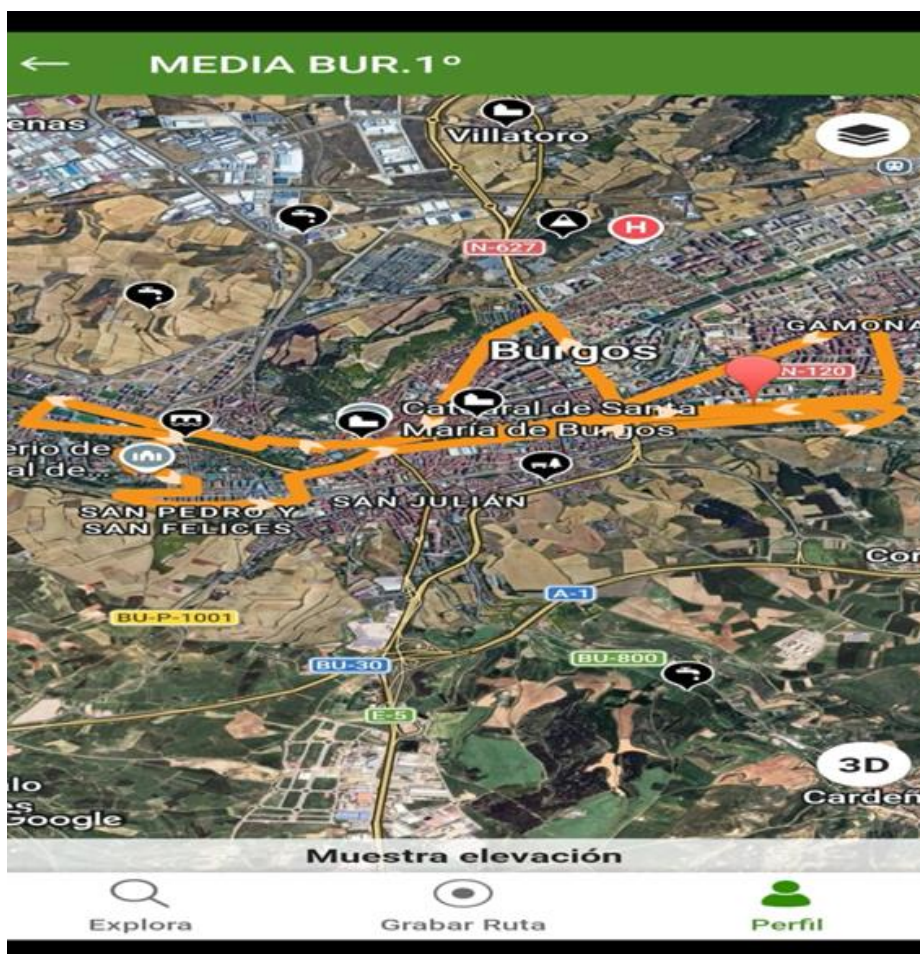 MEDIA BUR.1º
enas
Villatoro
N-627
H
GAMONA
Burgos
N-120
Catedral de Santa
María de Burgos
erio de
al de...
SAN PEDRO Y
SAN FELICES
SAN JULIÁN
Cor
A-1
BU-P-1001
BU-30
BU-800
E-5
3D
lo
es
Cardeñ
Google
Muestra elevación
Explora
Grabar Ruta
Perfil